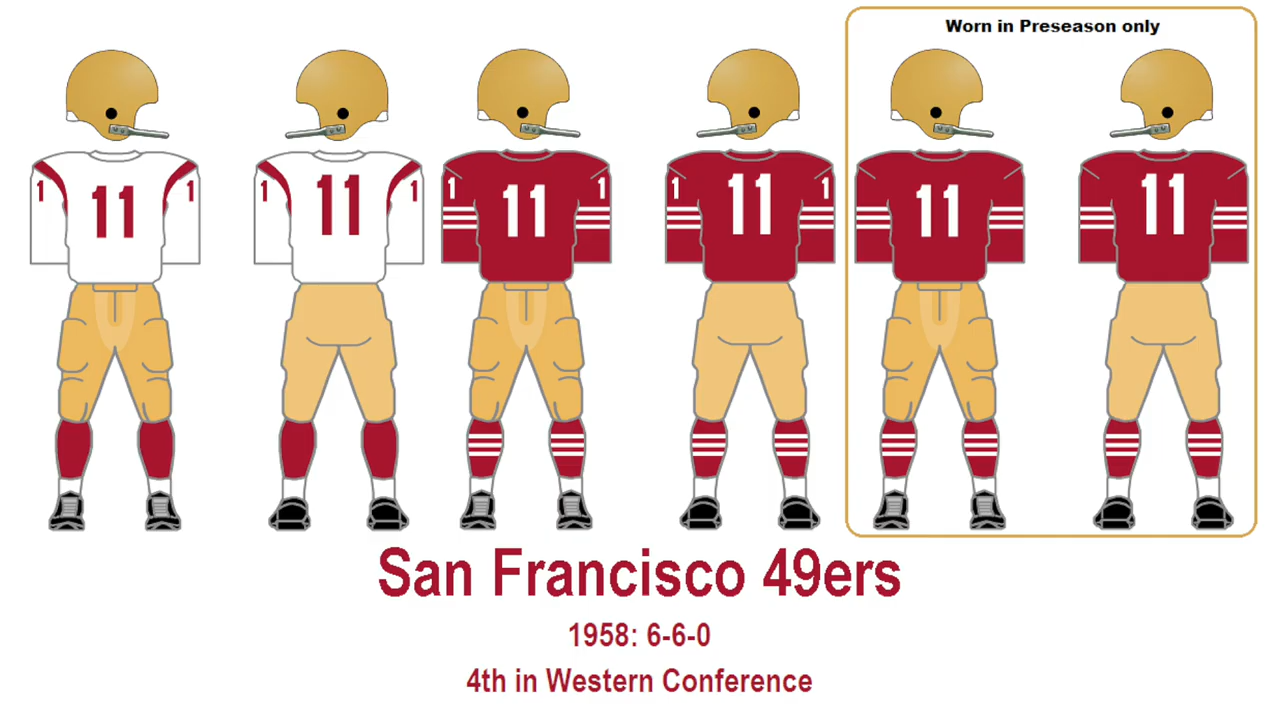 Worn in Preseason only
1 11 1
1 11 1
1 11 1
1 11 1
11
11
San Francisco 49ers
1958: 6-6-0
4th in Western Conference